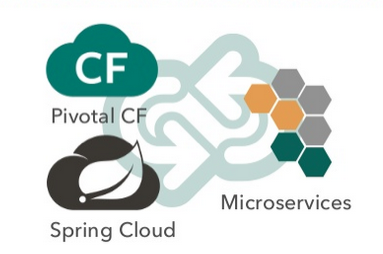 CF
Pivotal CF
Spring Cloud
Microservices